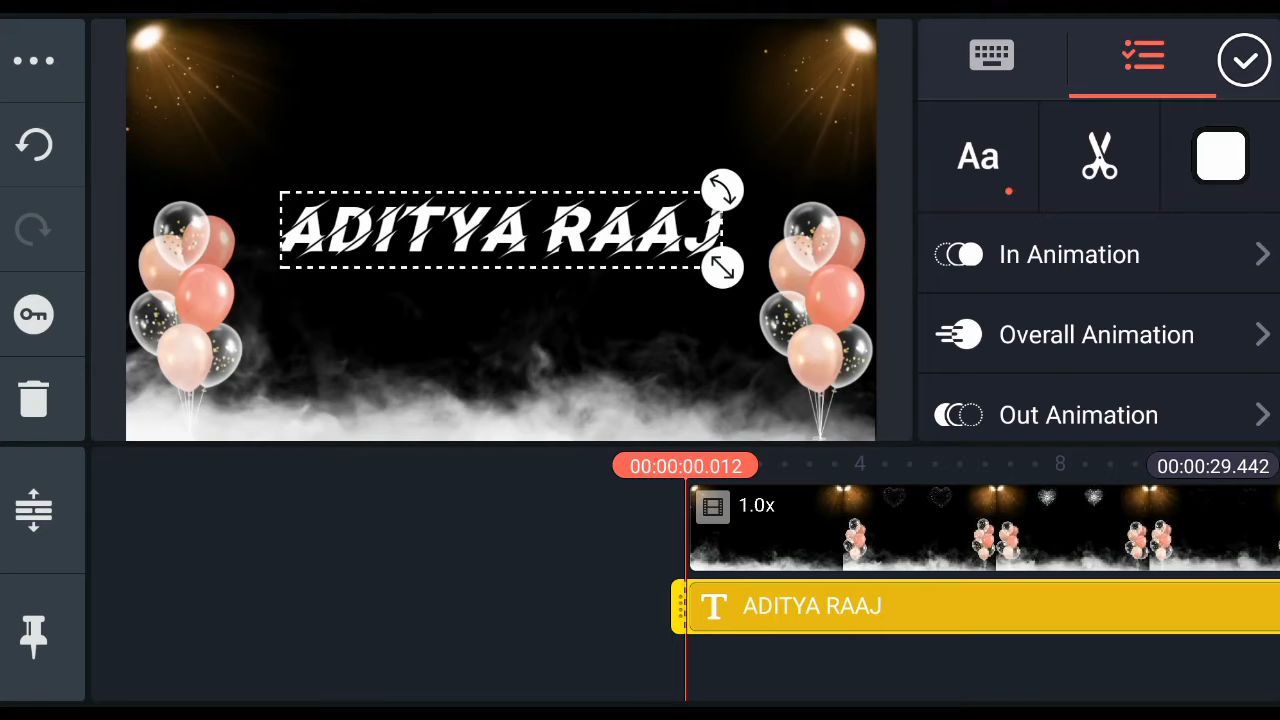 ADITYA RAAJ
Aa
In Animation
Overall Animation
Out Animation
00:00:00.012
4
8
00:00:29.442
1.0x
T ADITYA RAAJ